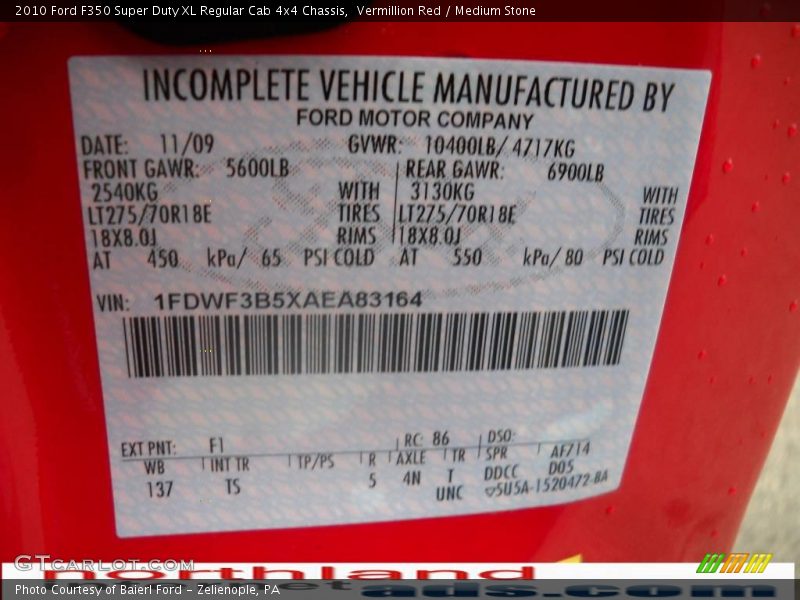 2010 Ford F350 Super Duty XL Regular Cab 4x4 Chassis, Vermillion Red / Medium Stone
INCOMPLETE VEHICLE MANUFACTURED BY
FORD MOTOR COMPANY
DATE: 11/09 GVWR: 10400LB/ 4717KG
FRONT GAWR: 5600LB REAR GAWR: 6900LB
2540KG WITH 3130KG WITH
LT275/70R18E TIRES LT275/70R18E TIRES
18X8.0J RIMS 18X8.0J RIMS
AT 450 kPa/ 65 PSI COLD AT 550 kPa/ 80 PSI COLD
VIN: 1FDWF3B5XAEA83164
EXT PNT: F1 RC: 86 DSO:
WB INT TR TP/PS R AXLE TR SPR AF714
137 TS 5 4N T DDCC D05
UNC 5U5A-1520472-BA
GTCarLot.com
northland
ads.com
Photo Courtesy of Baierl Ford - Zelienople, PA